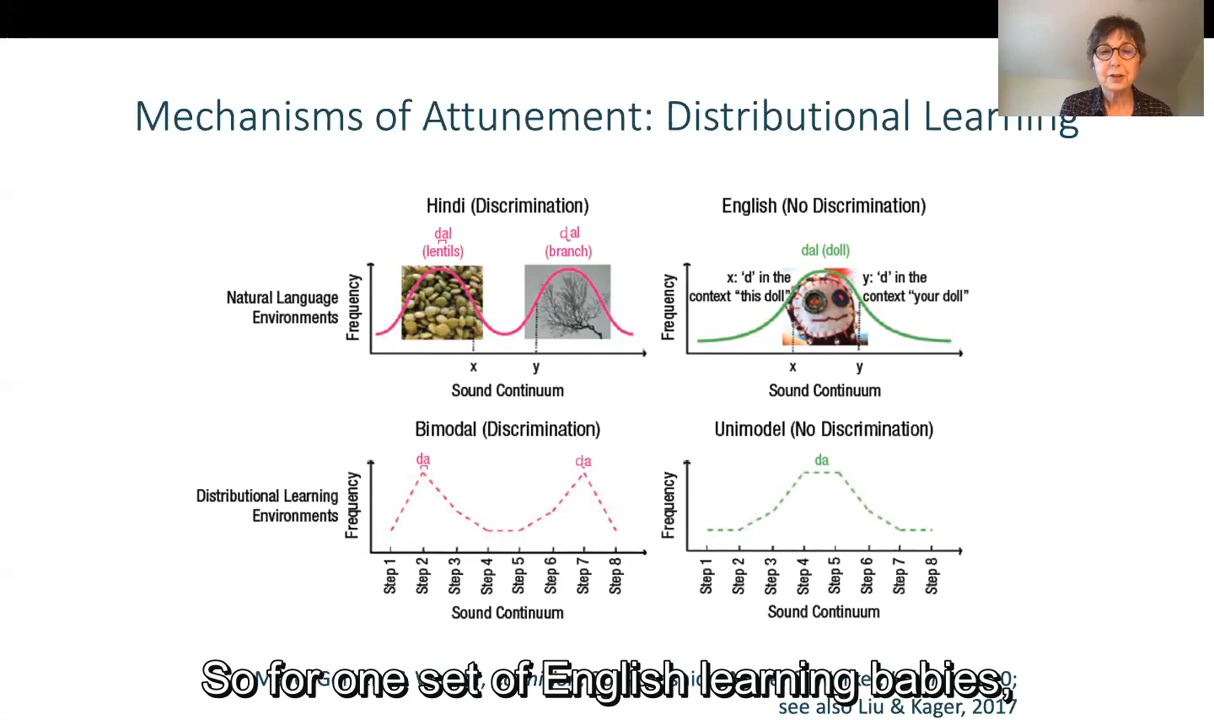 Mechanisms of Attunement: Distributional Learning
Hindi (Discrimination)
English (No Discrimination)
d̪al
(lentils)
ɖal
(branch)
dal (doll)
x: 'd' in the
context "this doll"
y: 'd' in the
context "your doll"
Natural Language
Environments
Frequency
x
y
Sound Continuum
Frequency
x
y
Sound Continuum
Bimodal (Discrimination)
Unimodel (No Discrimination)
d̪a
ɖa
da
Distributional Learning
Environments
Frequency
Step 1
Step 2
Step 3
Step 4
Step 5
Step 6
Step 7
Step 8
Sound Continuum
Frequency
Step 1
Step 2
Step 3
Step 4
Step 5
Step 6
Step 7
Step 8
Sound Continuum
So for one set of English learning babies,
see also Liu & Kager, 2017